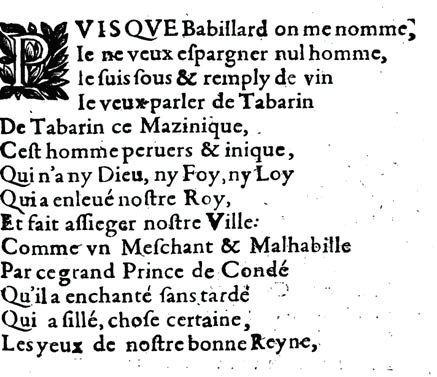 PVISQVE Babillard on me nomme,
Ie ne veux eſpargner nul homme,
Ie ſuis ſous & remply de vin
Ie veux parler de Tabarin
De Tabarin ce Mazinique,
Ceſt homme peruers & inique,
Qui n'a ny Dieu, ny Foy, ny Loy
Qui a enleué noſtre Roy,
Et fait aſſieger noſtre Ville:
Comme vn Meſchant & Malhabille
Par ce grand Prince de Condé
Qu'il a enchanté ſans tardé
Qui a ſillé, choſe certaine,
Les yeux de noſtre bonne Reyne,